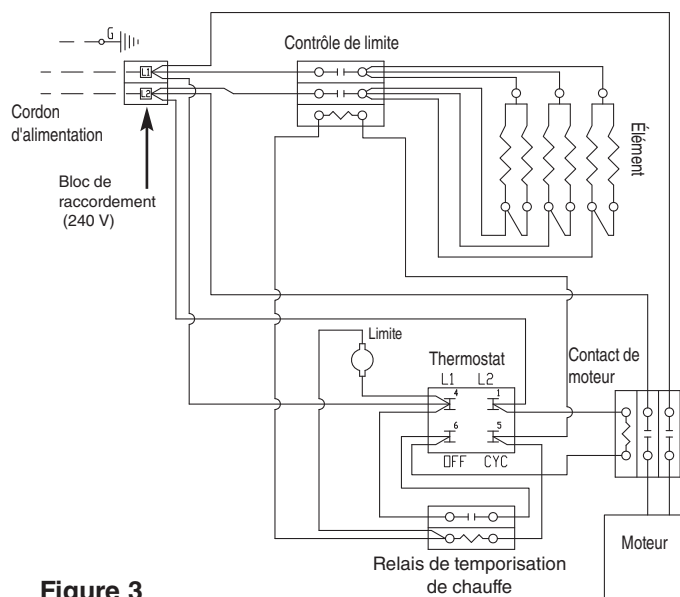 G
Contrôle de limite
L1
L2
Cordon
d'alimentation
Élément
Bloc de
raccordement
(240 V)
Limite
Thermostat
L1 L2
Contact de
moteur
4 1
6 5
OFF CYC
Moteur
Relais de temporisation
de chauffe
Figure 3